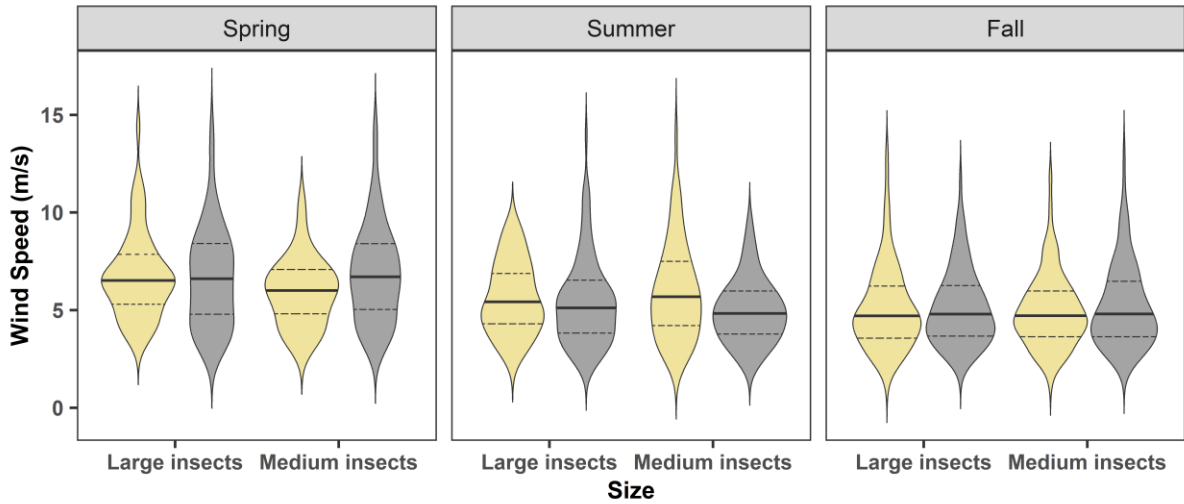 Spring Summer Fall
15
10
5
0
Wind Speed (m/s)
Large insects Medium insects Large insects Medium insects Large insects Medium insects
Size